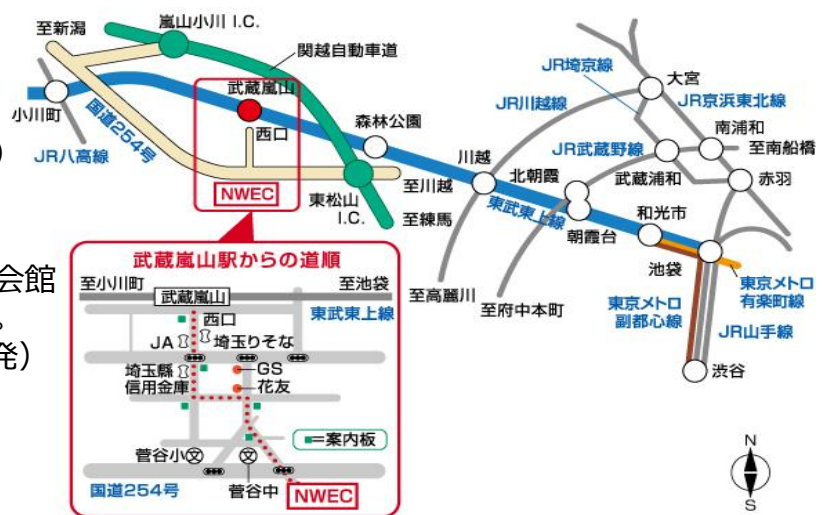 至新潟
嵐山小川 I.C.
関越自動車道
武蔵嵐山
小川町
国道254号
西口
森林公園
JR八高線
NWEC
東松山
I.C.
至川越
至練馬
川越
東武東上線
JR川越線
JR埼京線
大宮
JR京浜東北線
南浦和
JR武蔵野線
至南船橋
武蔵浦和
赤羽
北朝霞
朝霞台
和光市
池袋
至高麗川
至府中本町
東京メトロ
副都心線
東京メトロ
有楽町線
JR山手線
渋谷
)
会館
。
発)
武蔵嵐山駅からの道順
至小川町
至池袋
武蔵嵐山
東武東上線
西口
JA
埼玉りそな
埼玉縣
信用金庫
GS
花友
■=案内板
菅谷小
文
文
菅谷中
国道254号
NWEC
N
S